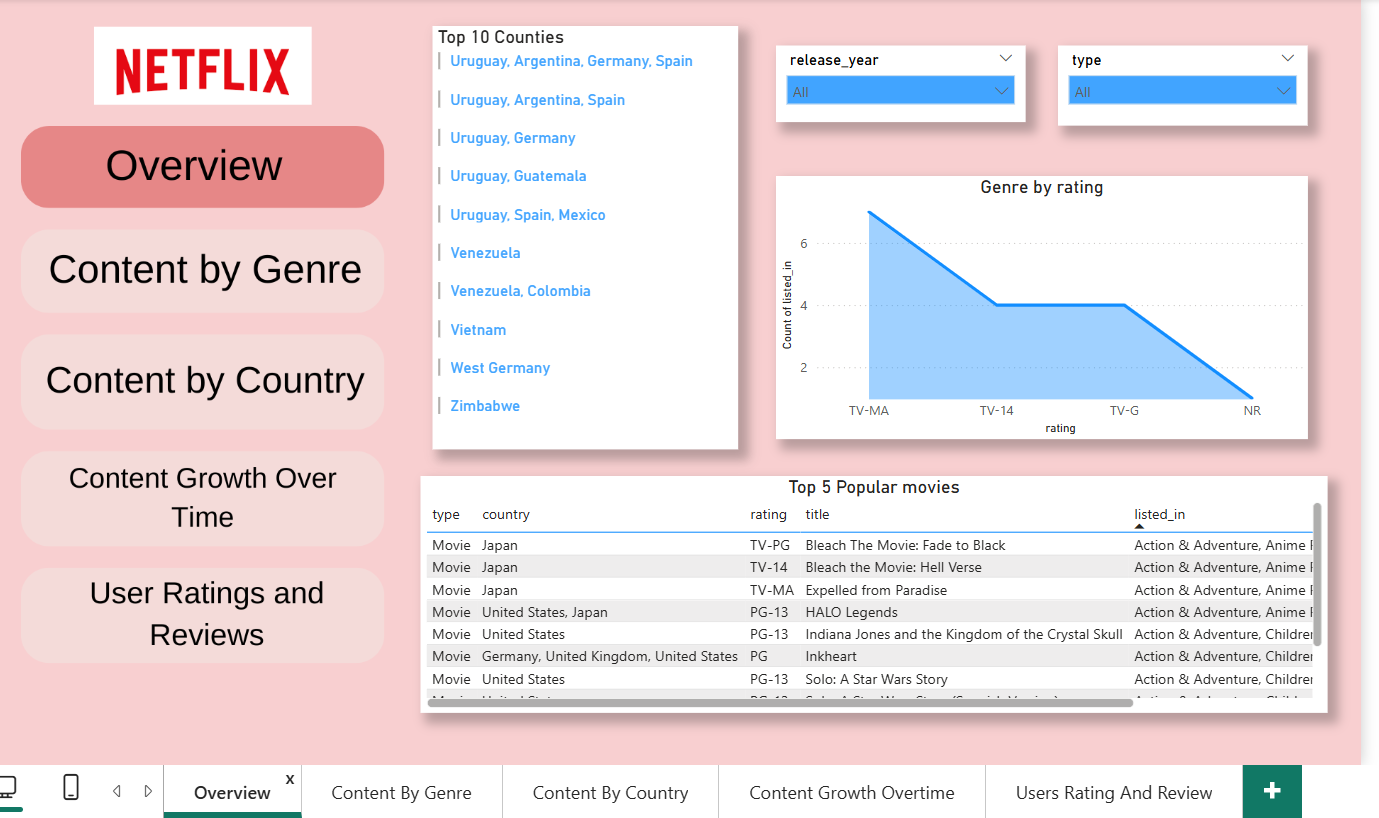 NETFLIX
Overview
Content by Genre
Content by Country
Content Growth Over
Time
User Ratings and
Reviews
Top 10 Counties
Uruguay, Argentina, Germany, Spain
Uruguay, Argentina, Spain
Uruguay, Germany
Uruguay, Guatemala
Uruguay, Spain, Mexico
Venezuela
Venezuela, Colombia
Vietnam
West Germany
Zimbabwe
release_year
All
type
All
Genre by rating
Count of listed_in
6
4
2
TV-MA TV-14 TV-G NR
rating
Top 5 Popular movies
type country rating title listed_in
Movie Japan TV-PG Bleach The Movie: Fade to Black Action & Adventure, Anime
Movie Japan TV-14 Bleach the Movie: Hell Verse Action & Adventure, Anime
Movie Japan TV-MA Expelled from Paradise Action & Adventure, Anime
Movie United States, Japan PG-13 HALO Legends Action & Adventure, Anime
Movie United States PG-13 Indiana Jones and the Kingdom of the Crystal Skull Action & Adventure, Children
Movie Germany, United Kingdom, United States PG Inkheart Action & Adventure, Children
Movie United States PG-13 Solo: A Star Wars Story Action & Adventure, Children
Overview x
Content By Genre
Content By Country
Content Growth Overtime
Users Rating And Review
+